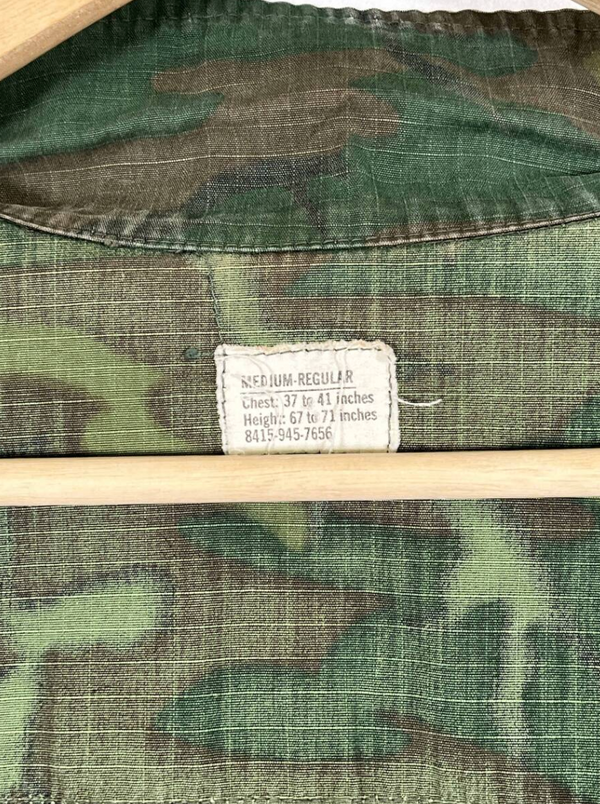 MEDIUM-REGULAR
Chest: 37 to 41 inches
Height: 67 to 71 inches
8415-945-7656